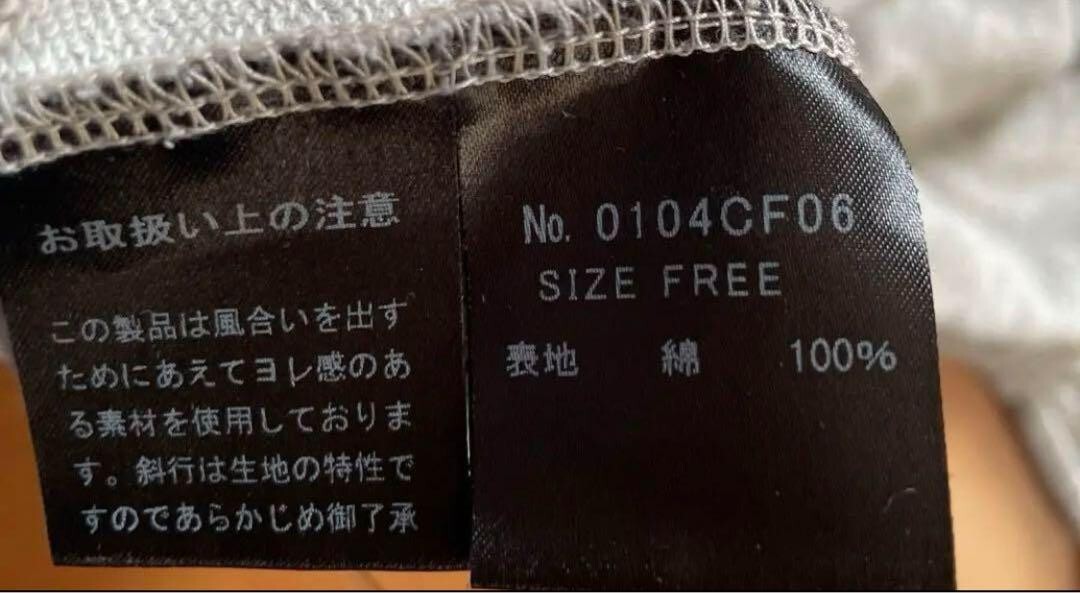 お取扱い上の注意
この製品は風合いを出す
ためにあえてヨレ感のあ
る素材を使用しておりま
す。斜行は生地の特性で
すのであらかじめ御了承
No. 0104CF06
SIZE FREE
表地 綿 100%